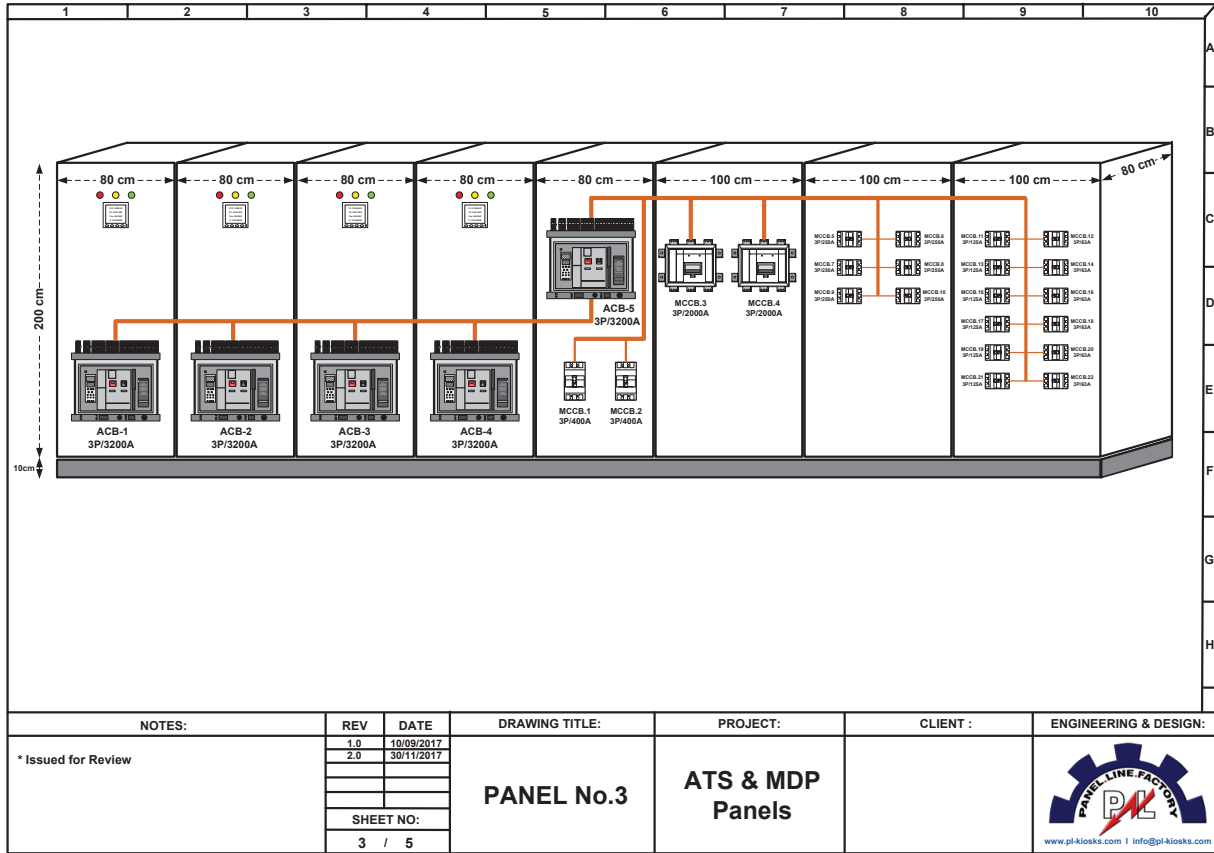 1 2 3 4 5 6 7 8 9 10
A
B
C
D
E
F
G
H
80 cm 80 cm 80 cm 80 cm 80 cm 100 cm 100 cm 100 cm 80 cm
200 cm
10cm
ACB-1
3P/3200A
ACB-2
3P/3200A
ACB-3
3P/3200A
ACB-4
3P/3200A
ACB-5
3P/3200A
MCCB.1
3P/400A
MCCB.2
3P/400A
MCCB.3
3P/2000A
MCCB.4
3P/2000A
MCCB.5
3P/250A
MCCB.6
3P/250A
MCCB.7
3P/250A
MCCB.8
3P/250A
MCCB.9
3P/250A
MCCB.10
3P/250A
MCCB.11
3P/125A
MCCB.12
3P/63A
MCCB.13
3P/125A
MCCB.14
3P/63A
MCCB.15
3P/125A
MCCB.16
3P/63A
MCCB.17
3P/125A
MCCB.18
3P/63A
MCCB.19
3P/125A
MCCB.20
3P/63A
MCCB.21
3P/125A
MCCB.22
3P/63A
NOTES:
* Issued for Review
REV DATE
1.0 10/09/2017
2.0 30/11/2017
SHEET NO:
3 / 5
DRAWING TITLE:
PANEL No.3
PROJECT:
ATS & MDP
Panels
CLIENT :
ENGINEERING & DESIGN:
PANEL.LINE.FACTORY
PAL
www.pl-kiosks.com I info@pl-kiosks.com